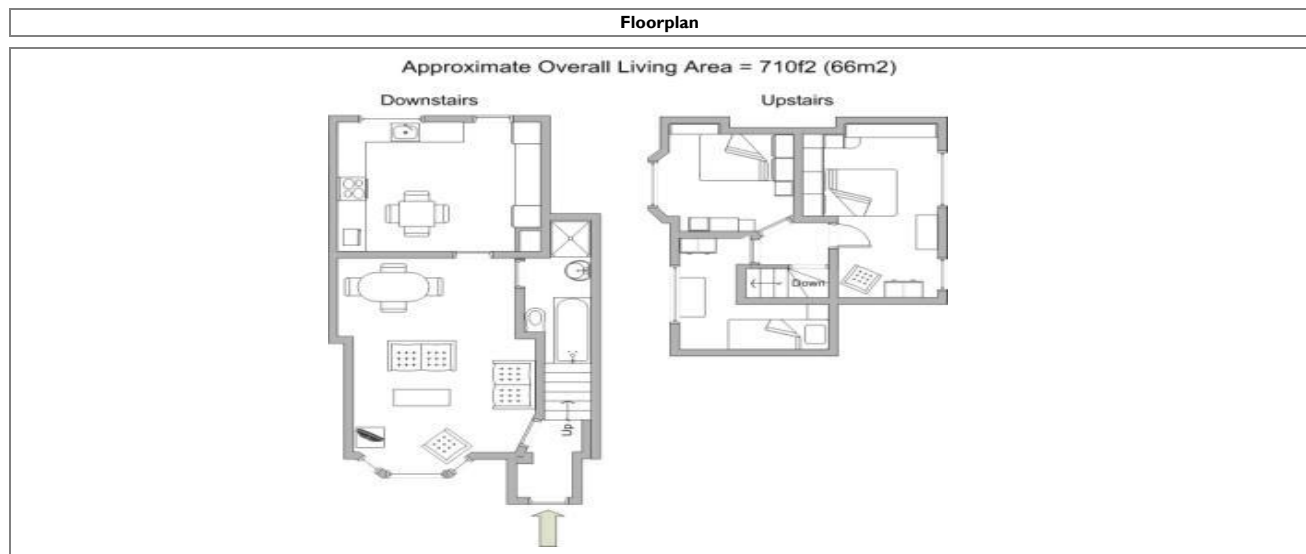 Floorplan
Approximate Overall Living Area = 710f2 (66m2)
Downstairs
Upstairs
Down
Up